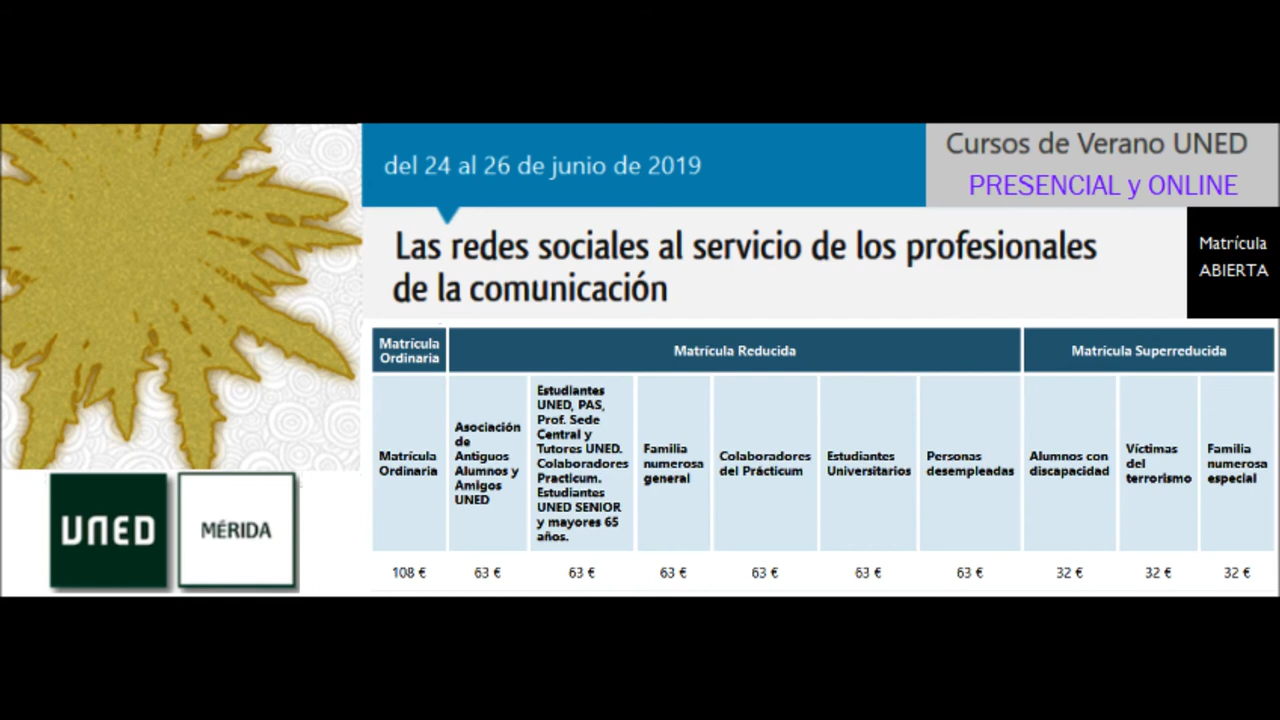 del 24 al 26 de junio de 2019
Cursos de Verano UNED
PRESENCIAL y ONLINE
Las redes sociales al servicio de los profesionales
de la comunicación
Matrícula
ABIERTA
Matrícula
Ordinaria
Matrícula Reducida
Matrícula Superreducida
Matrícula
Ordinaria
Asociación
de
Antiguos
Alumnos y
Amigos
UNED
Estudiantes
UNED, PAS,
Prof. Sede
Central y
Tutores UNED.
Colaboradores
Practicum.
Estudiantes
UNED SENIOR
y mayores 65
años.
Familia
numerosa
general
Colaboradores
del Prácticum
Estudiantes
Universitarios
Personas
desempleadas
Alumnos con
discapacidad
Víctimas
del
terrorismo
Familia
numerosa
especial
108 € 63 € 63 € 63 € 63 € 63 € 63 € 32 € 32 € 32 €
UNED
MÉRIDA